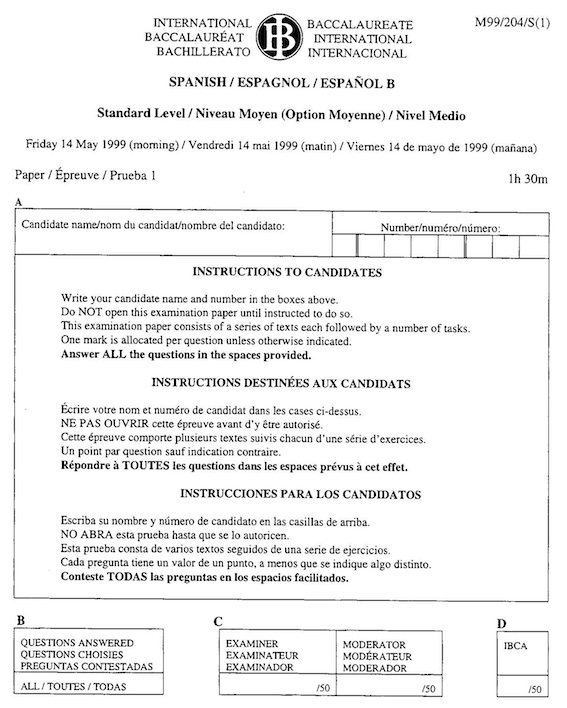 INTERNATIONAL BACCALAUREATE
BACCALAURÉAT INTERNATIONAL
BACHILLERATO INTERNACIONAL
M99/204/S(1)
SPANISH / ESPAGNOL / ESPAÑOL B
Standard Level / Niveau Moyen (Option Moyenne) / Nivel Medio
Friday 14 May 1999 (morning) / Vendredi 14 mai 1999 (matin) / Viernes 14 de mayo de 1999 (mañana)
Paper / Épreuve / Prueba 1
1h 30m
A
Candidate name/nom du candidat/nombre del candidato:
Number/numéro/número:
INSTRUCTIONS TO CANDIDATES
Write your candidate name and number in the boxes above.
Do NOT open this examination paper until instructed to do so.
This examination paper consists of a series of texts each followed by a number of tasks.
One mark is allocated per question unless otherwise indicated.
Answer ALL the questions in the spaces provided.
INSTRUCTIONS DESTINÉES AUX CANDIDATS
Écrire votre nom et numéro de candidat dans les cases ci-dessus.
NE PAS OUVRIR cette épreuve avant d'y être autorisé.
Cette épreuve comporte plusieurs textes suivis chacun d'une série d'exercices.
Un point par question sauf indication contraire.
Répondre à TOUTES les questions dans les espaces prévus à cet effet.
INSTRUCCIONES PARA LOS CANDIDATOS
Escriba su nombre y número de candidato en las casillas de arriba.
NO ABRA esta prueba hasta que se lo autoricen.
Esta prueba consta de varios textos seguidos de una serie de ejercicios.
Cada pregunta tiene un valor de un punto, a menos que se indique algo distinto.
Conteste TODAS las preguntas en los espacios facilitados.
B
QUESTIONS ANSWERED
QUESTIONS CHOISIES
PREGUNTAS CONTESTADAS
ALL / TOUTES / TODAS
C
EXAMINER
EXAMINATEUR
EXAMINADOR
/50
MODERATOR
MODÉRATEUR
MODERADOR
/50
D
IBCA
/50